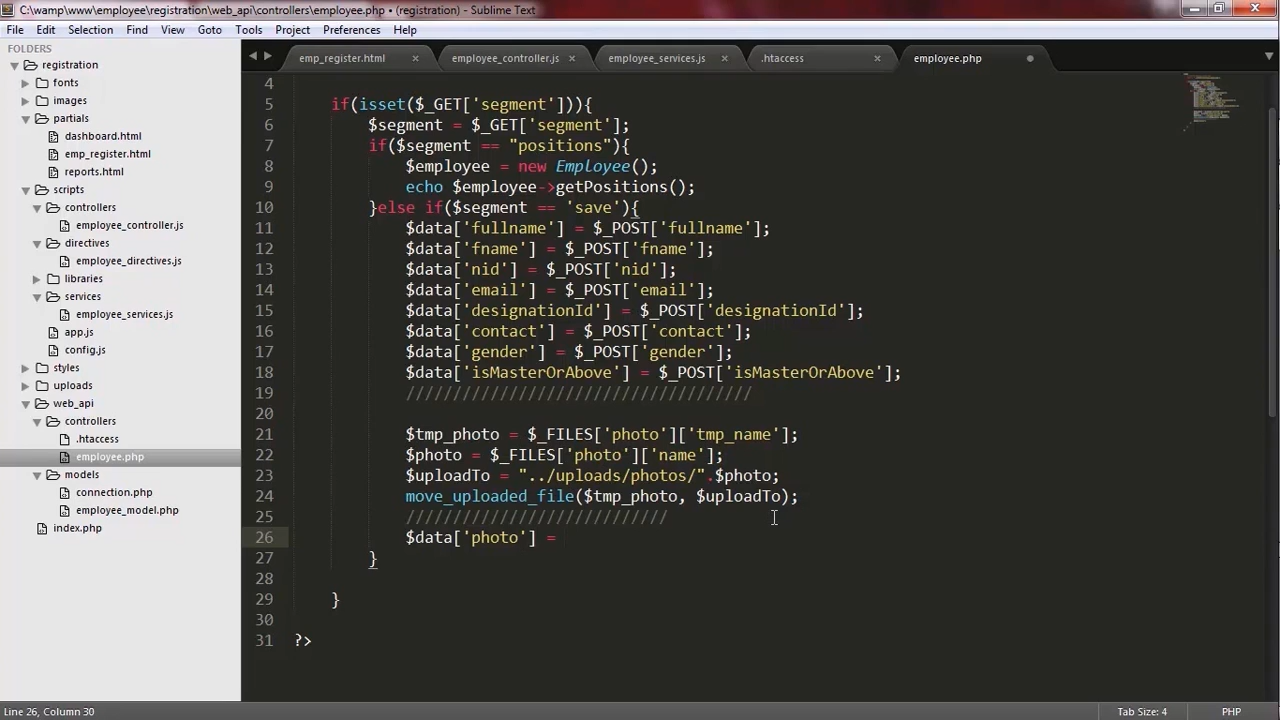 C:\wamp\www\employee\registration\web_api\controllers\employee.php • (registration) - Sublime Text
File Edit Selection Find View Goto Tools Project Preferences Help
FOLDERS
registration
fonts
images
partials
dashboard.html
emp_register.html
reports.html
scripts
controllers
employee_controller.js
directives
employee_directives.js
libraries
services
employee_services.js
app.js
config.js
styles
uploads
web_api
controllers
.htaccess
employee.php
models
connection.php
employee_model.php
index.php
emp_register.html employee_controller.js employee_services.js .htaccess employee.php
4
5 if(isset($_GET['segment'])){
6 $segment = $_GET['segment'];
7 if($segment == "positions"){
8 $employee = new Employee();
9 echo $employee->getPositions();
10 }else if($segment == 'save'){
11 $data['fullname'] = $_POST['fullname'];
12 $data['fname'] = $_POST['fname'];
13 $data['nid'] = $_POST['nid'];
14 $data['email'] = $_POST['email'];
15 $data['designationId'] = $_POST['designationId'];
16 $data['contact'] = $_POST['contact'];
17 $data['gender'] = $_POST['gender'];
18 $data['isMasterOrAbove'] = $_POST['isMasterOrAbove'];
19 /////////////////////////////////////
20
21 $tmp_photo = $_FILES['photo']['tmp_name'];
22 $photo = $_FILES['photo']['name'];
23 $uploadTo = "../uploads/photos/".$photo;
24 move_uploaded_file($tmp_photo, $uploadTo);
25 ////////////////////////////
26 $data['photo'] =
27 }
28
29 }
30
31 ?>
Line 26, Column 30 Tab Size: 4 PHP